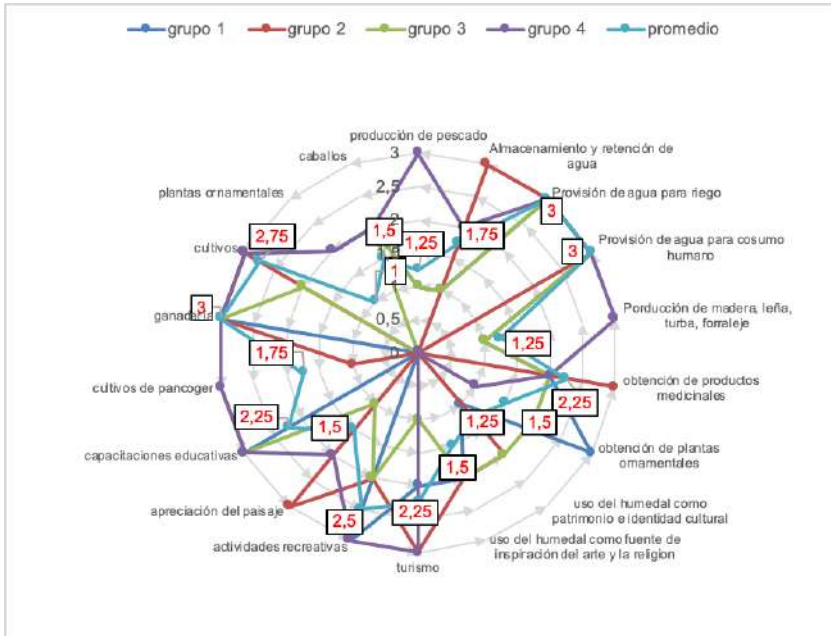 grupo 1 grupo 2 grupo 3 grupo 4 promedio
producción de pescado
Almacenamiento y retención de
agua
Provisión de agua para riego
Provisión de agua para cosumo
humano
Porducción de madera, leña,
turba, forraleje
obtención de productos
medicinales
obtención de plantas
ornamentales
uso del humedal como
patrimonio e identidad cultural
uso del humedal como fuente de
inspiración del arte y la religion
turismo
actividades recreativas
apreciación del paisaje
capacitaciones educativas
cultivos de pancoger
ganadaría
cultivos
plantas ornamentales
caballos
3
2,5
2
0,5
0
1,25
1,75
3
3
1,25
2,25
1,5
1,25
1,5
2,25
2,5
1,5
2,25
1,75
3
2,75
1
1,5